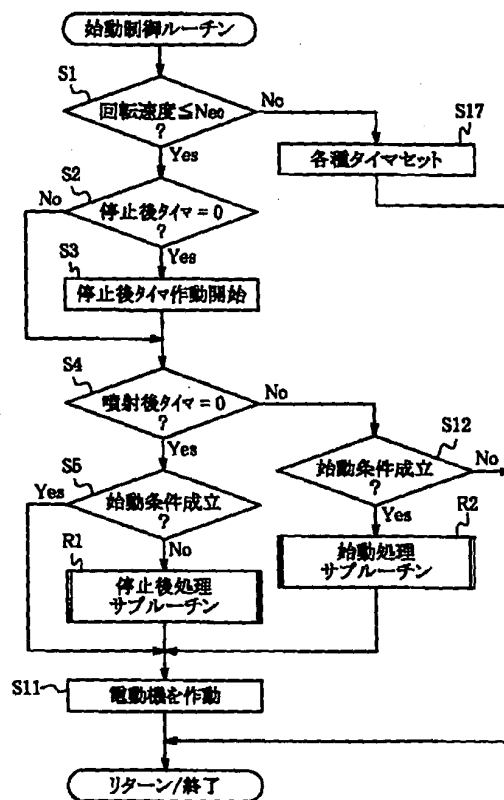 始動制御ルーチン
S1
回転速度≦Ne0
?
No
Yes
S17
各種タイマセット
S2
No
停止後タイマ=0
?
Yes
S3
停止後タイマ作動開始
S4
噴射後タイマ=0
?
No
Yes
S5
Yes
始動条件成立
?
No
S12
始動条件成立
?
No
Yes
R1
停止後処理
サブルーチン
R2
始動処理
サブルーチン
S11
電動機を作動
リターン/終了